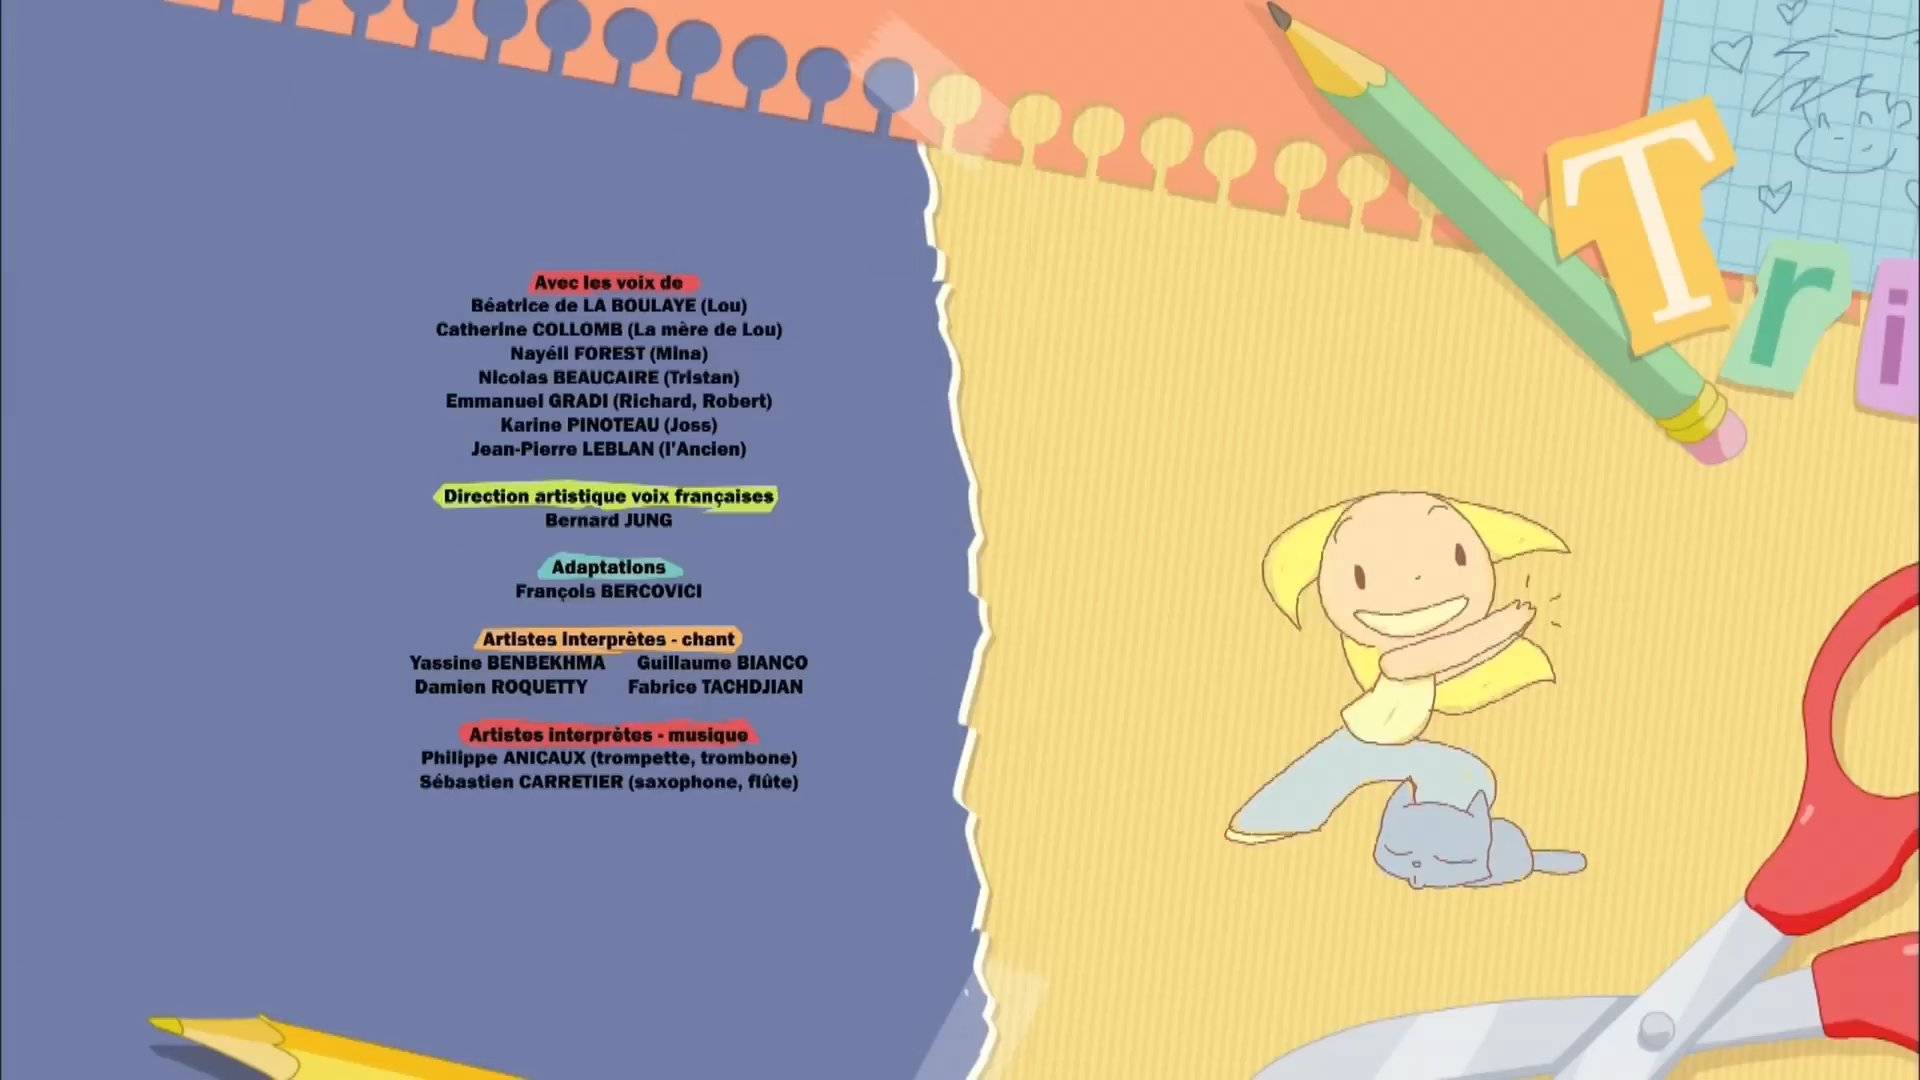 Avec les voix de
Béatrice de LA BOULAYE (Lou)
Catherine COLLOMB (La mère de Lou)
Nayéli FOREST (Mina)
Nicolas BEAUCAIRE (Tristan)
Emmanuel GRADI (Richard, Robert)
Karine PINOTEAU (Joss)
Jean-Pierre LEBLAN (l'Ancien)
Direction artistique voix françaises
Bernard JUNG
Adaptations
François BERCOVICI
Artistes interprètes - chant
Yassine BENBEKHMA Guillaume BIANCO
Damien ROQUETTY Fabrice TACHDJIAN
Artistes interprètes - musique
Philippe ANICAUX (trompette, trombone)
Sébastien CARRETIER (saxophone, flûte)
Tri